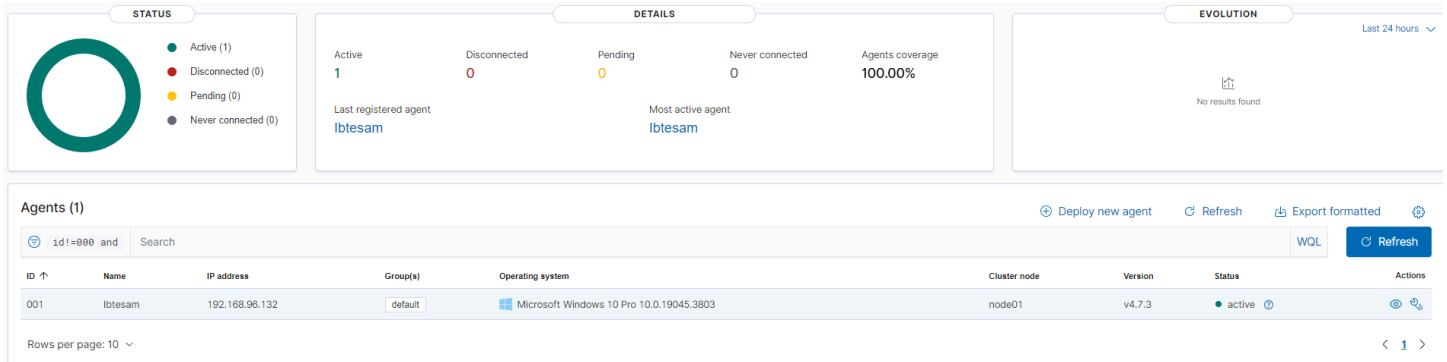 STATUS
Active (1)
Disconnected (0)
Pending (0)
Never connected (0)
DETAILS
Active
1
Disconnected
0
Pending
0
Never connected
0
Agents coverage
100.00%
Last registered agent
Ibtesam
Most active agent
Ibtesam
EVOLUTION
Last 24 hours
No results found
Agents (1)
Deploy new agent
Refresh
Export formatted
id!=000 and
Search
WQL
Refresh
ID Name IP address Group(s) Operating system Cluster node Version Status Actions
001 Ibtesam 192.168.96.132 default Microsoft Windows 10 Pro 10.0.19045.3803 node01 v4.7.3 active
Rows per page: 10
1